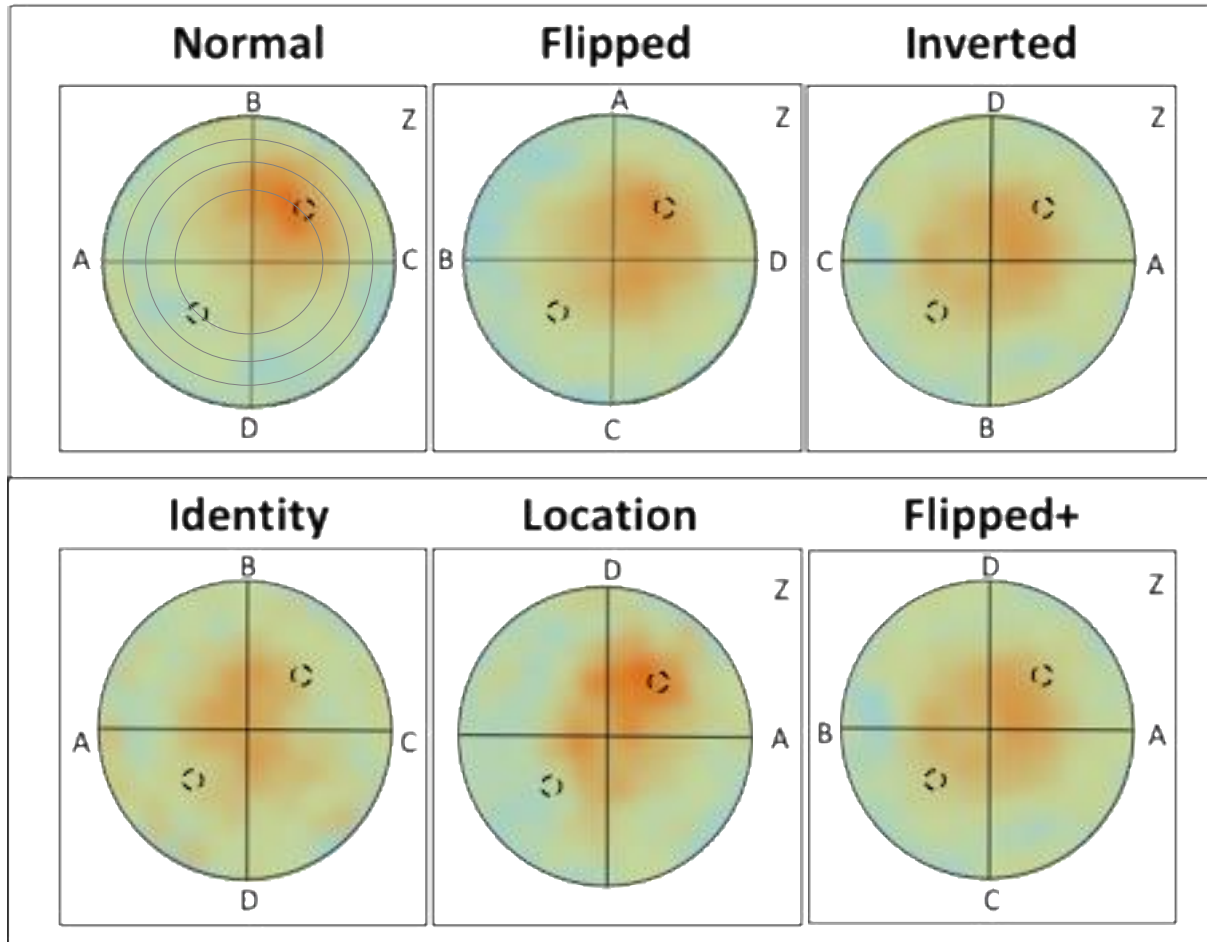 Normal Flipped Inverted
B Z A Z D Z
A C B D C A
D C B
Identity Location Flipped+
B D Z D Z
A C A B A
D C